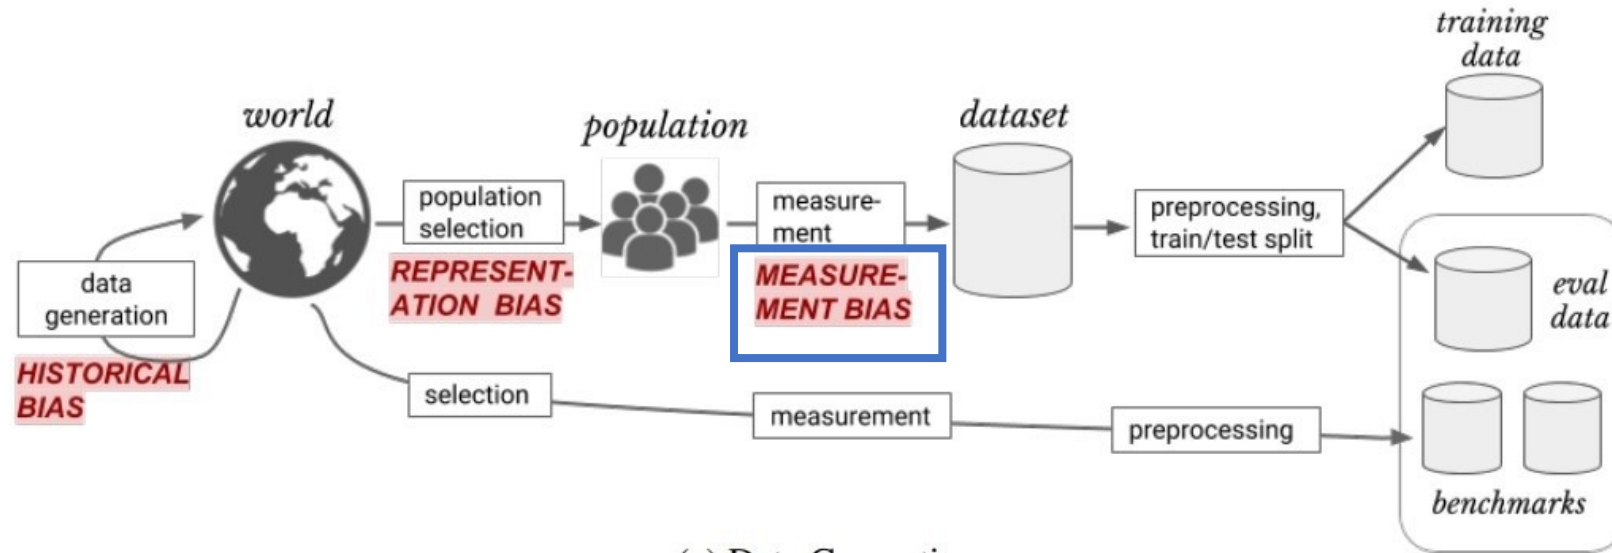 training
data
world
population
dataset
population
selection
measure-
ment
preprocessing,
train/test split
REPRESENT-
ATION BIAS
MEASURE-
MENT BIAS
data
generation
eval
data
HISTORICAL
BIAS
selection
measurement
preprocessing
benchmarks